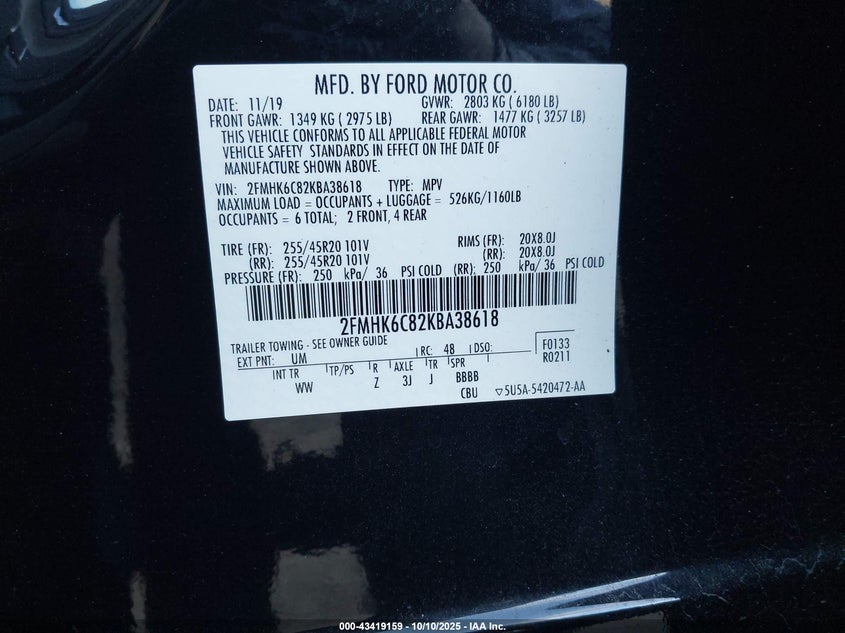 MFD. BY FORD MOTOR CO.
DATE: 11/19 GVWR: 2803 KG ( 6180 LB)
FRONT GAWR: 1349 KG ( 2975 LB) REAR GAWR: 1477 KG ( 3257 LB)
THIS VEHICLE CONFORMS TO ALL APPLICABLE FEDERAL MOTOR
VEHICLE SAFETY STANDARDS IN EFFECT ON THE DATE OF
MANUFACTURE SHOWN ABOVE.
VIN: 2FMHK6C82KBA38618 TYPE: MPV
MAXIMUM LOAD = OCCUPANTS + LUGGAGE = 526KG/1160LB
OCCUPANTS = 6 TOTAL; 2 FRONT, 4 REAR
TIRE (FR): 255/45R20 101V RIMS (FR): 20X8.0J
(RR): 255/45R20 101V (RR): 20X8.0J
PRESSURE (FR): 250 kPa/ 36 PSI COLD (RR): 250 kPa/ 36 PSI COLD
2FMHK6C82KBA38618
TRAILER TOWING - SEE OWNER GUIDE
F0133
EXT PNT: UM RC: 48 DSO:
R0211
INT TR TP/PS R AXLE TR SPR
WW Z 3J J BBBB
CBU ▽5U5A-5420472-AA
000-43419159 - 10/10/2025 - IAA Inc.